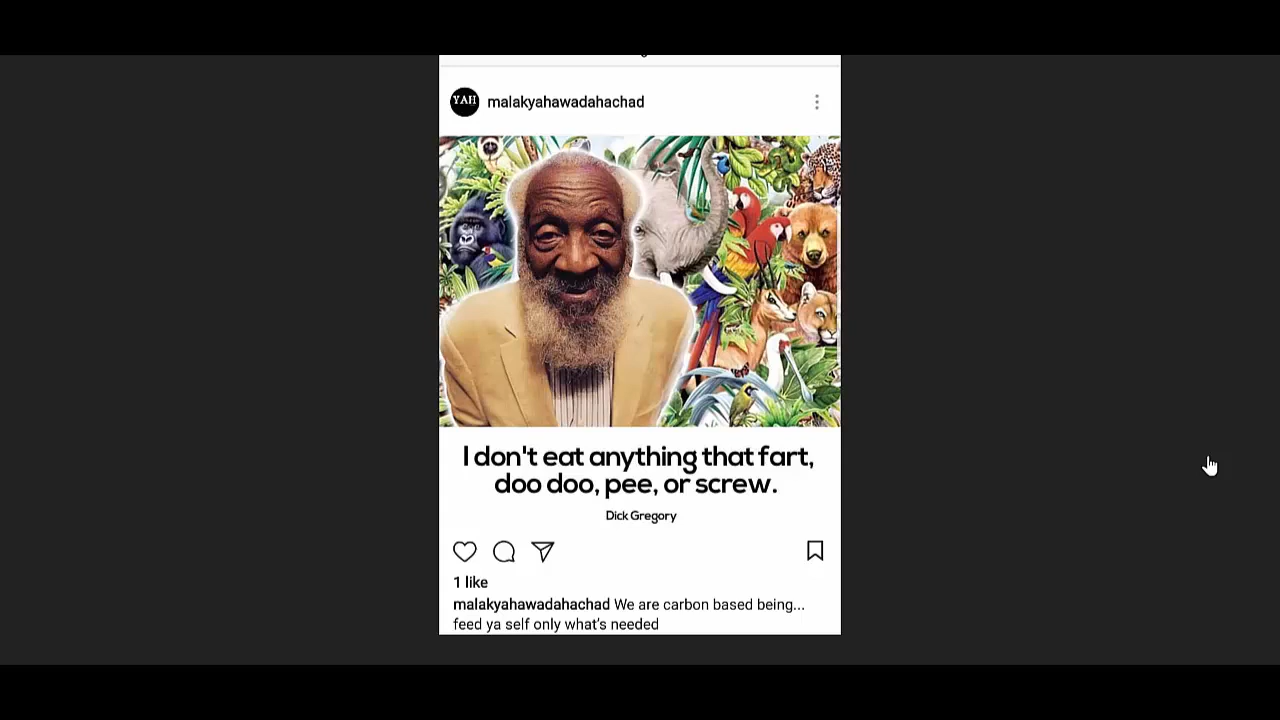 YAH
malakyahawadahachad
I don't eat anything that fart,
doo doo, pee, or screw.
Dick Gregory
1 like
malakyahawadahachad We are carbon based being...
feed ya self only what's needed